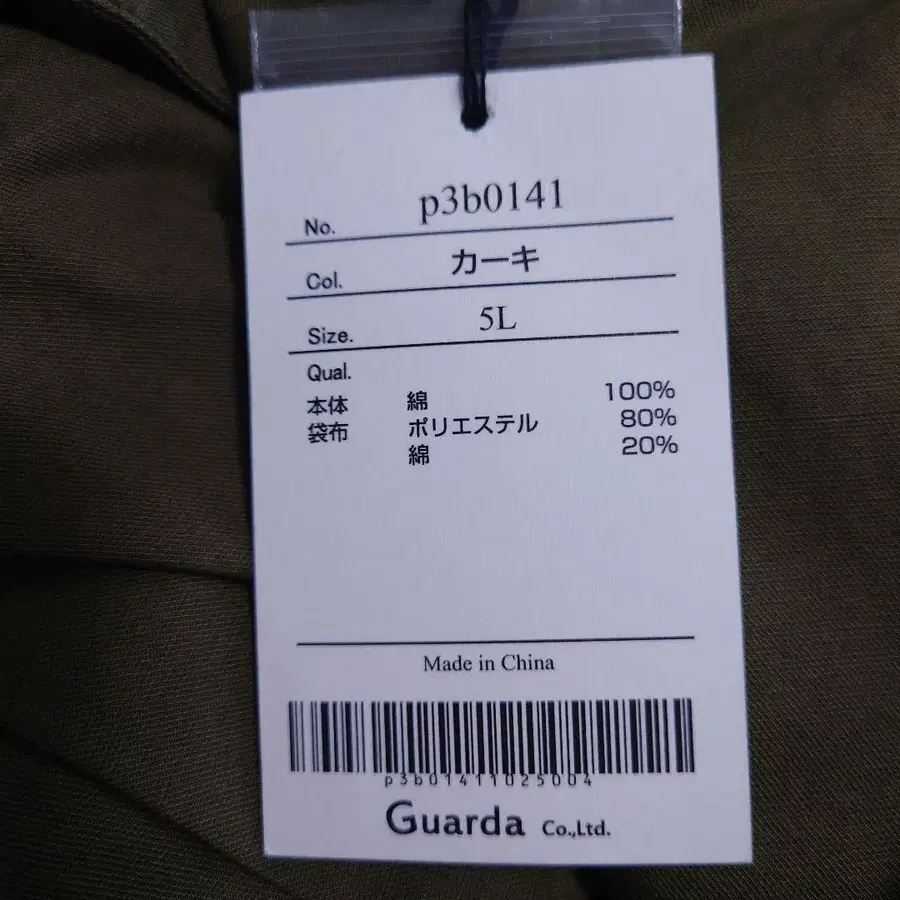 No. p3b0141
Col. カーキ
Size. 5L
Qual.
本体 綿 100%
袋布 ポリエステル 80%
綿 20%
Made in China
p3b01411025004
Guarda Co.,Ltd.